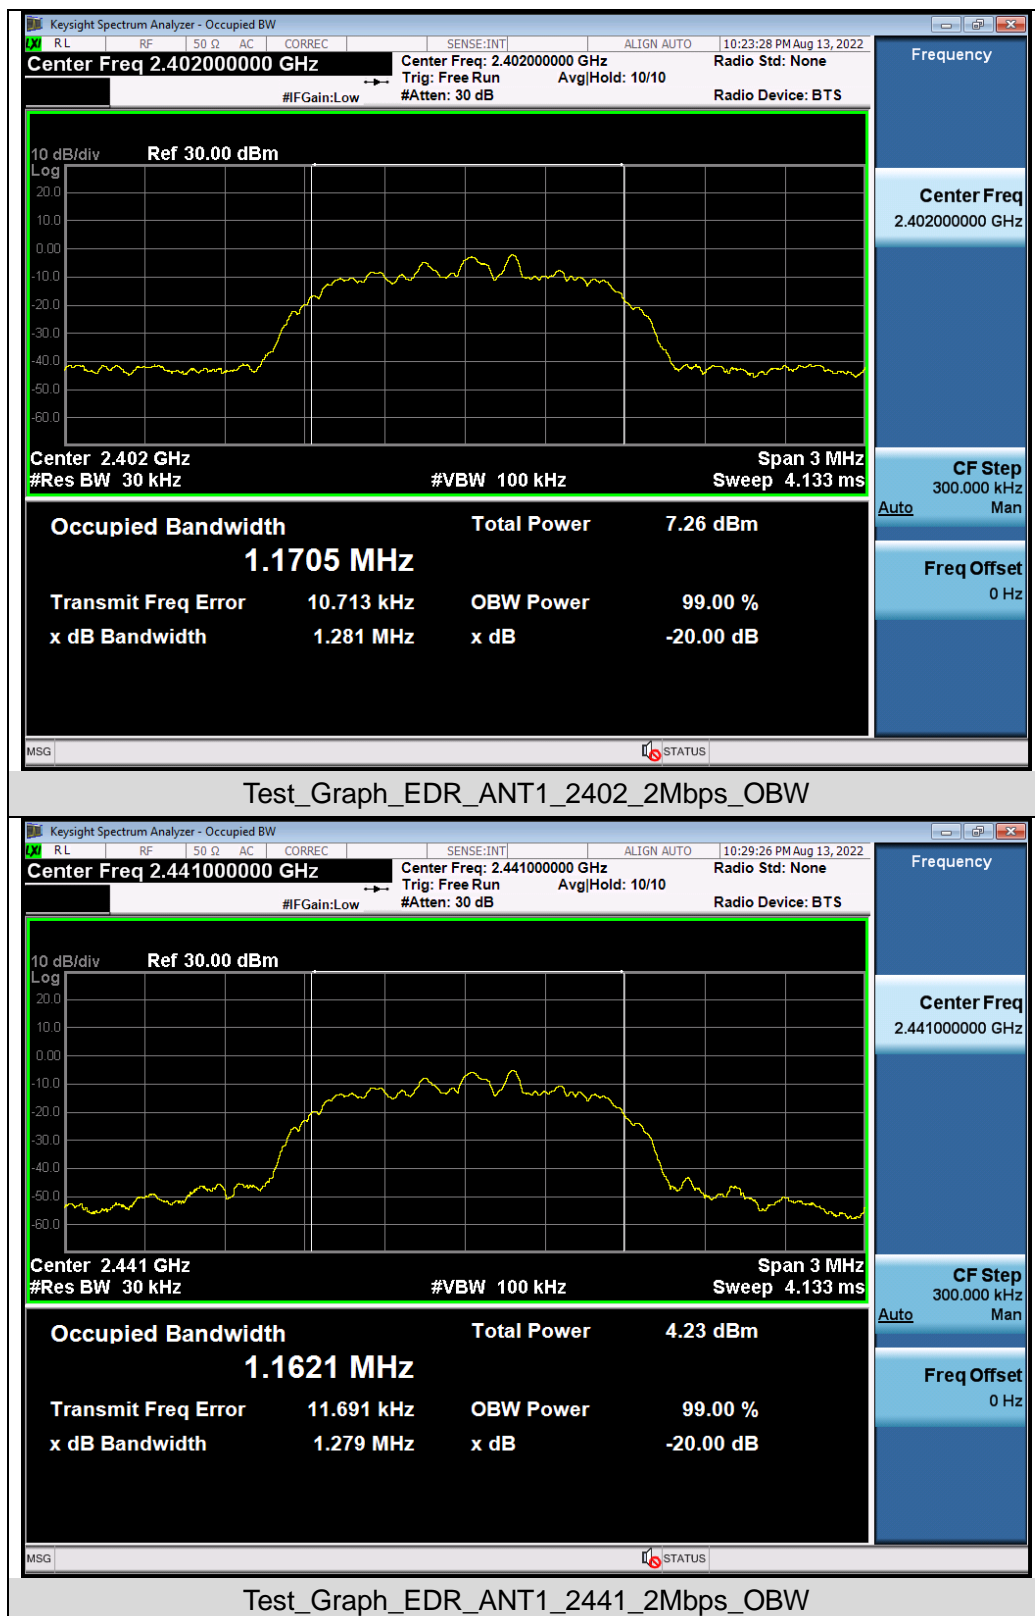 Keysight Spectrum Analyzer - Occupied BW
LXI RL RF 50 Ω AC CORREC SENSE:INT ALIGN AUTO 10:23:28 PM Aug 13, 2022
Center Freq 2.402000000 GHz
Center Freq: 2.402000000 GHz Radio Std: None
Trig: Free Run Avg|Hold: 10/10
#IFGain:Low #Atten: 30 dB Radio Device: BTS
Frequency
10 dB/div Ref 30.00 dBm
Log
20.0
10.0
0.00
-10.0
-20.0
-30.0
-40.0
-50.0
-60.0
Center 2.402 GHz Span 3 MHz
#Res BW 30 kHz #VBW 100 kHz Sweep 4.133 ms
Center Freq
2.402000000 GHz
CF Step
300.000 kHz
Auto Man
Freq Offset
0 Hz
Occupied Bandwidth Total Power 7.26 dBm
1.1705 MHz
Transmit Freq Error 10.713 kHz OBW Power 99.00 %
x dB Bandwidth 1.281 MHz x dB -20.00 dB
MSG STATUS
Test_Graph_EDR_ANT1_2402_2Mbps_OBW
Keysight Spectrum Analyzer - Occupied BW
LXI RL RF 50 Ω AC CORREC SENSE:INT ALIGN AUTO 10:29:26 PM Aug 13, 2022
Center Freq 2.441000000 GHz
Center Freq: 2.441000000 GHz Radio Std: None
Trig: Free Run Avg|Hold: 10/10
#IFGain:Low #Atten: 30 dB Radio Device: BTS
Frequency
10 dB/div Ref 30.00 dBm
Log
20.0
10.0
0.00
-10.0
-20.0
-30.0
-40.0
-50.0
-60.0
Center 2.441 GHz Span 3 MHz
#Res BW 30 kHz #VBW 100 kHz Sweep 4.133 ms
Center Freq
2.441000000 GHz
CF Step
300.000 kHz
Auto Man
Freq Offset
0 Hz
Occupied Bandwidth Total Power 4.23 dBm
1.1621 MHz
Transmit Freq Error 11.691 kHz OBW Power 99.00 %
x dB Bandwidth 1.279 MHz x dB -20.00 dB
MSG STATUS
Test_Graph_EDR_ANT1_2441_2Mbps_OBW